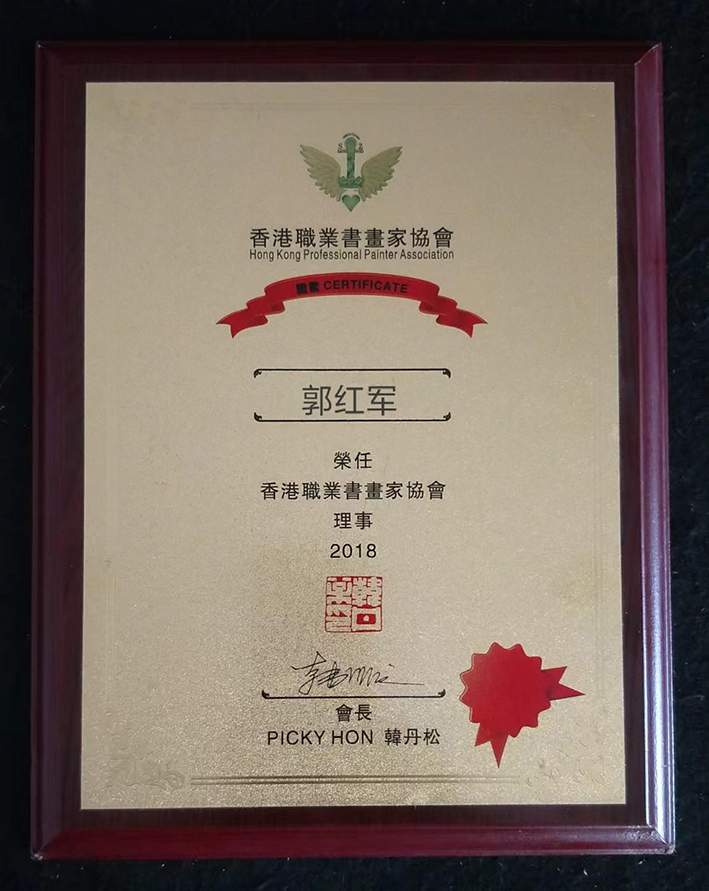 香港職業書畫家協會
Hong Kong Professional Painter Association
證書 CERTIFICATE
郭红军
榮任
香港職業書畫家協會
理事
2018
會長
PICKY HON 韓丹松